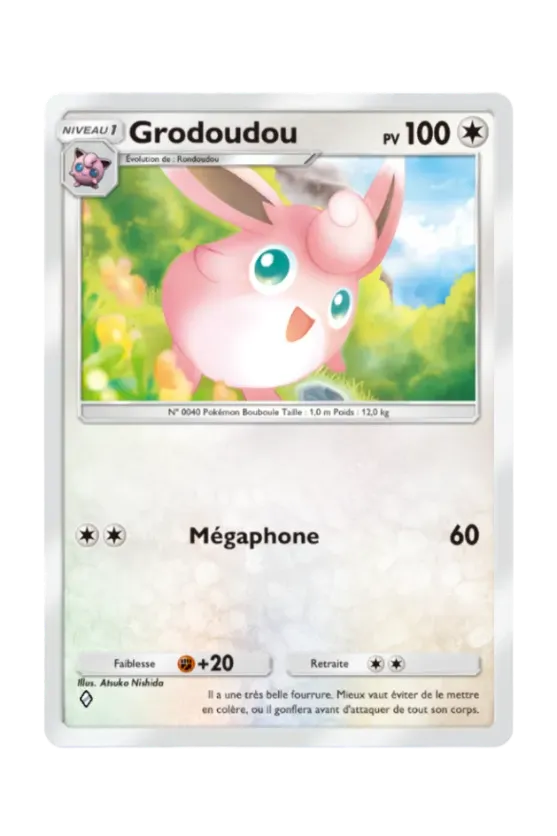 NIVEAU 1 Grodoudou PV 100
Évolution de : Rondoudou
N° 0040 Pokémon Bouboule Taille : 1,0 m Poids : 12,0 kg
Mégaphone 60
Faiblesse +20 Retraite
Illus. Atsuko Nishida
Il a une très belle fourrure. Mieux vaut éviter de le mettre
en colère, ou il gonflera avant d'attaquer de tout son corps.